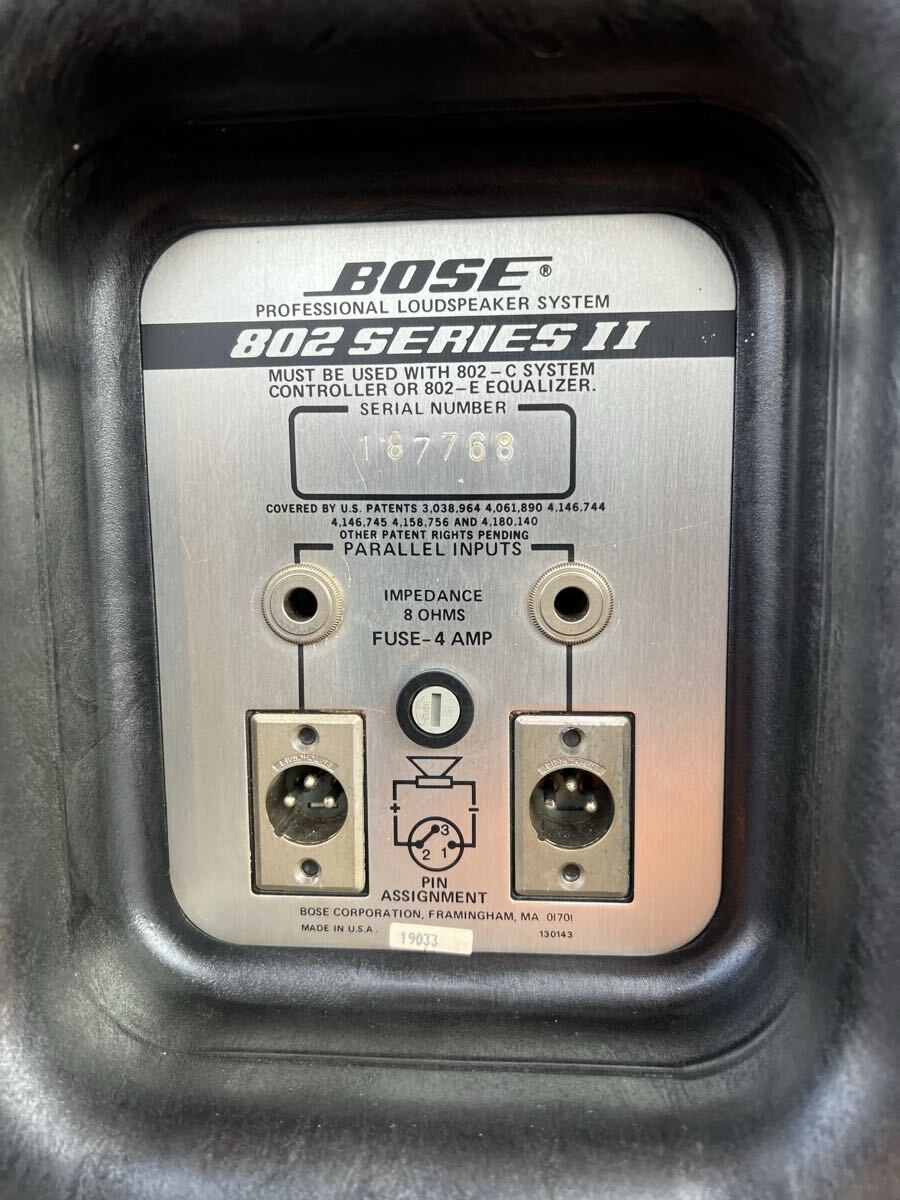 BOSE®
PROFESSIONAL LOUDSPEAKER SYSTEM
802 SERIES II
MUST BE USED WITH 802-C SYSTEM
CONTROLLER OR 802-E EQUALIZER.
SERIAL NUMBER
187768
COVERED BY U.S. PATENTS 3,038,964 4,061,890 4,146,744
4,146,745 4,158,756 AND 4,180,140
OTHER PATENT RIGHTS PENDING
PARALLEL INPUTS
IMPEDANCE
8 OHMS
FUSE-4 AMP
+ -
3
2 1
PIN
ASSIGNMENT
BOSE CORPORATION, FRAMINGHAM, MA 01701
MADE IN U.S.A. 19033 130143